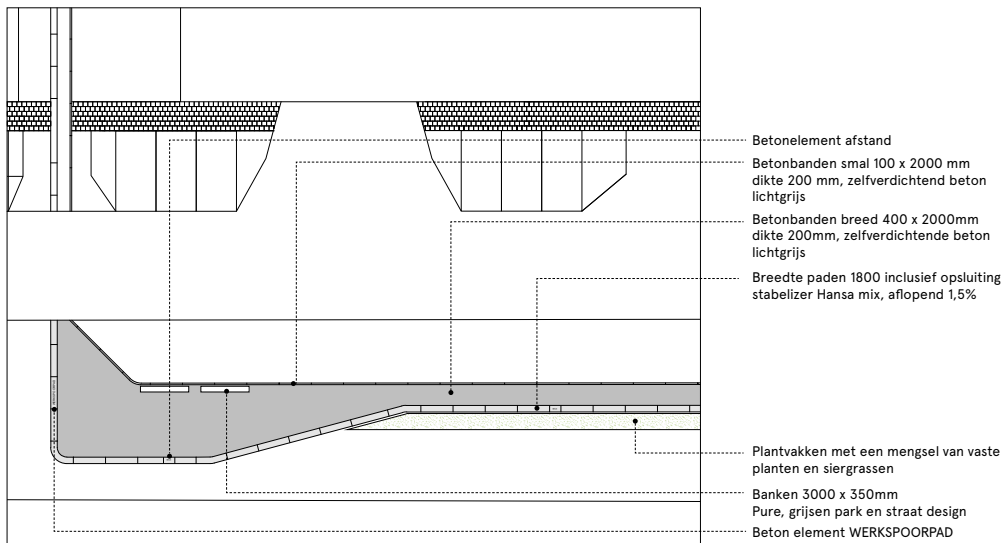 Betonelement afstand
Betonbanden smal 100 x 2000 mm
dikte 200 mm, zelfverdichtend beton
lichtgrijs
Betonbanden breed 400 x 2000mm
dikte 200mm, zelfverdichtende beton
lichtgrijs
Breedte paden 1800 inclusief opsluiting
stabelizer Hansa mix, aflopend 1,5%
Plantvakken met een mengsel van vaste
planten en siergrassen
Banken 3000 x 350mm
Pure, grijsen park en straat design
Beton element WERKSPOORPAD